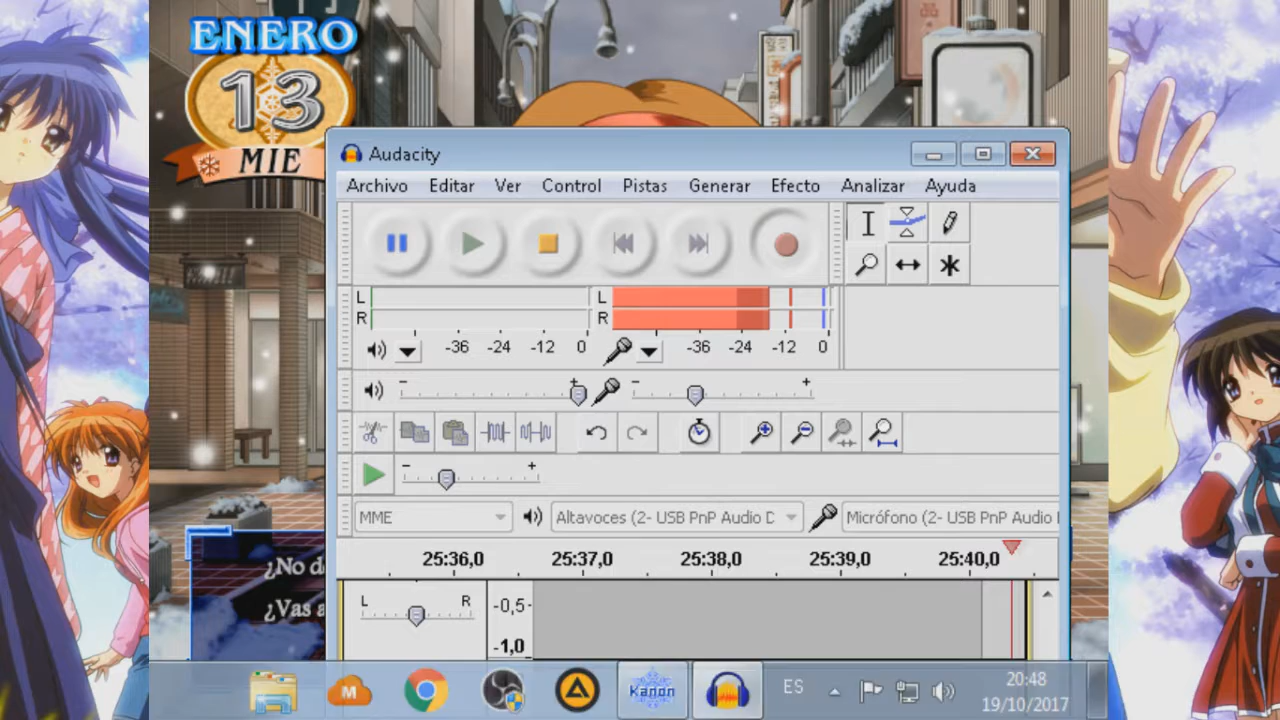 ENERO
13
MIE
Audacity
Archivo Editar Ver Control Pistas Generar Efecto Analizar Ayuda
L
R
-36 -24 -12 0
L
R
-36 -24 -12 0
MME
Altavoces (2- USB PnP Audio D
Micrófono (2- USB PnP Audio
25:36,0 25:37,0 25:38,0 25:39,0 25:40,0
¿No d
¿Vas a
L R
-0,5
-1,0
M
Kanon
ES
20:48
19/10/2017